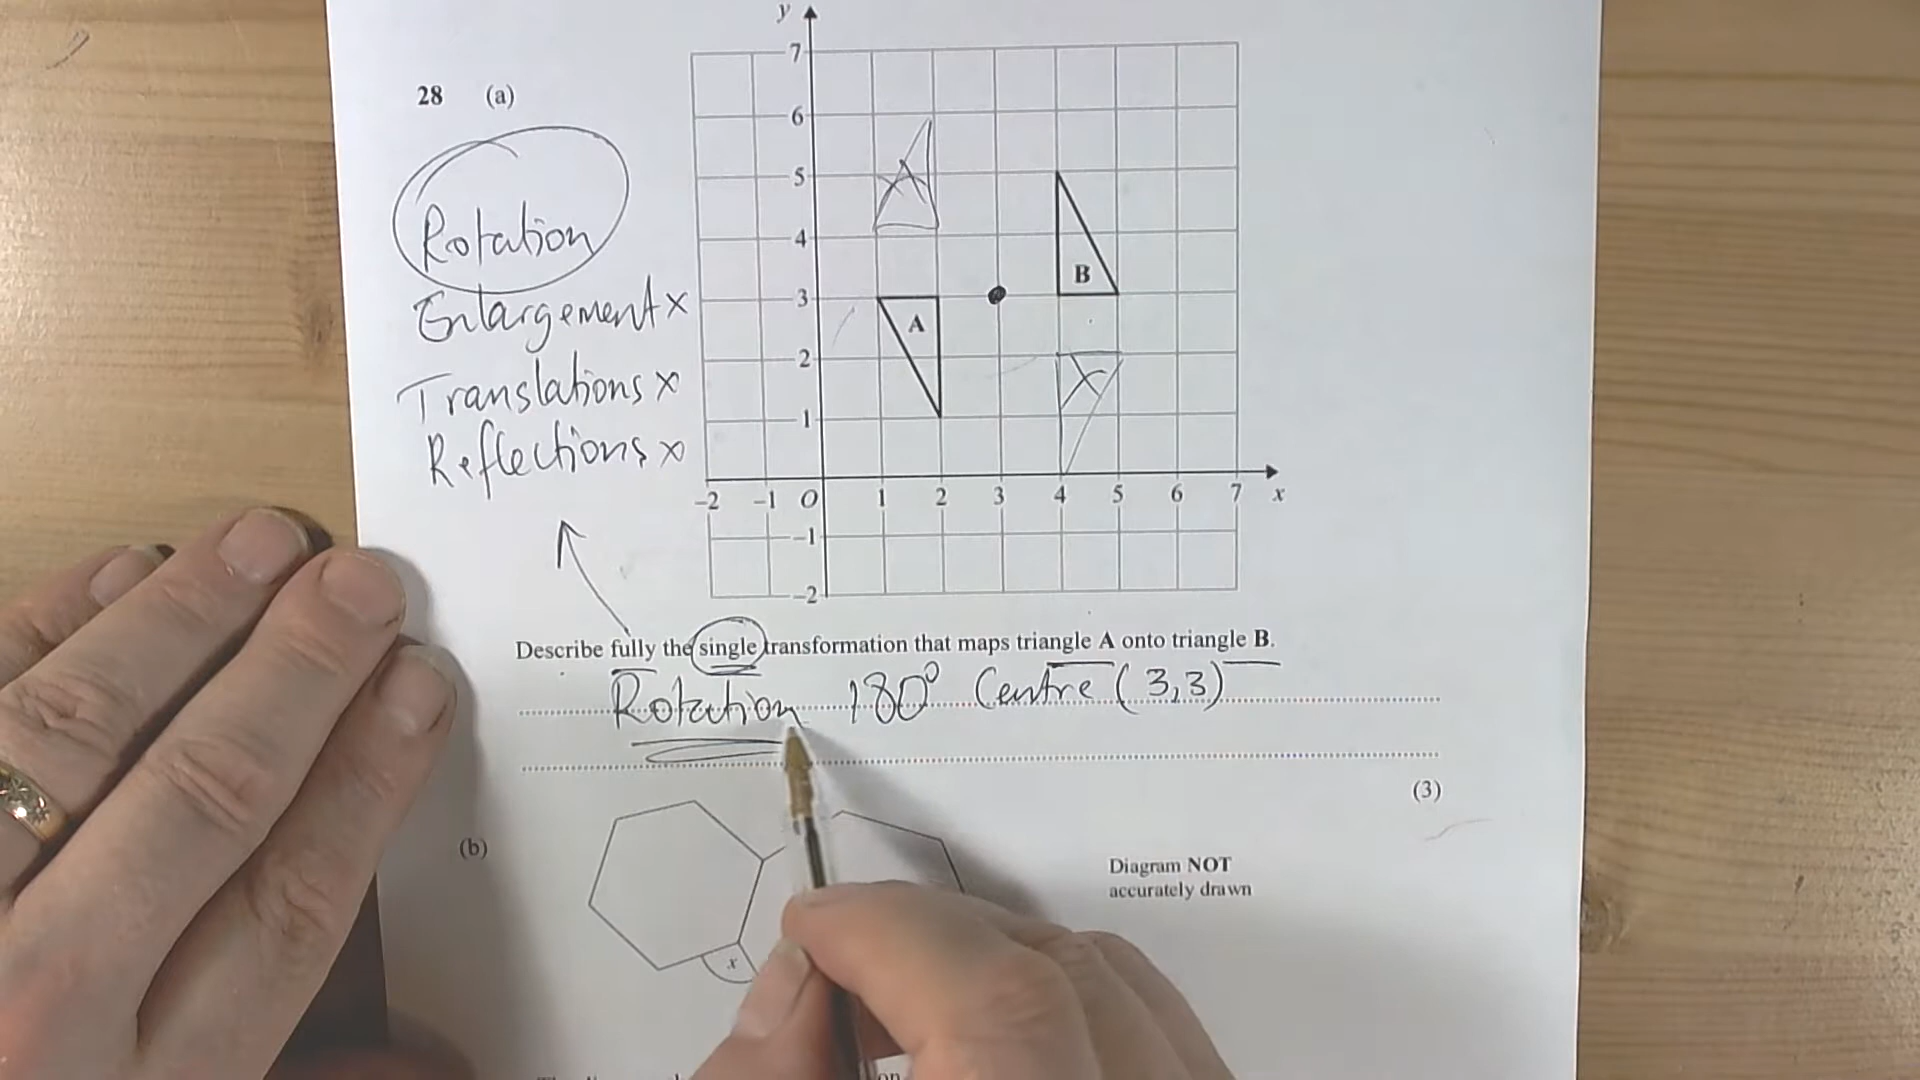 y
7
28 (a)
6
5
Rotation
4
B
Enlargement x
3
A
Translations x
2
Reflections x
1
-2 -1 O 1 2 3 4 5 6 7 x
-1
-2
Describe fully the single transformation that maps triangle A onto triangle B.
Rotation 180° Centre (3,3)
(3)
(b)
Diagram NOT
accurately drawn
x